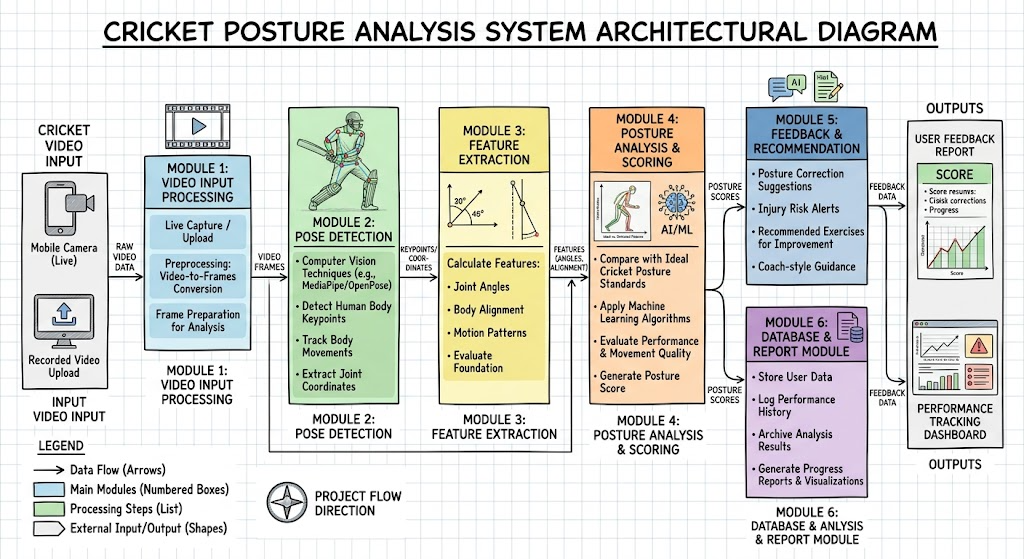 CRICKET POSTURE ANALYSIS SYSTEM ARCHITECTURAL DIAGRAM
CRICKET
VIDEO
INPUT
Mobile Camera
(Live)
Recorded Video
Upload
INPUT
VIDEO INPUT
RAW
VIDEO
DATA
MODULE 1:
VIDEO INPUT
PROCESSING
Live Capture /
Upload
Preprocessing:
Video-to-Frames
Conversion
Frame Preparation
for Analysis
MODULE 1:
VIDEO INPUT
PROCESSING
VIDEO
FRAMES
MODULE 2:
POSE DETECTION
• Computer Vision
Techniques (e.g.,
MediaPipe/OpenPose)
• Detect Human Body
Keypoints
• Track Body
Movements
• Extract Joint
Coordinates
MODULE 2:
POSE DETECTION
KEYPOINTS/
COOR-
DINATES
MODULE 3:
FEATURE
EXTRACTION
20°
45°
Calculate Features:
• Joint Angles
• Body Alignment
• Motion Patterns
• Evaluate
Foundation
MODULE 3:
FEATURE EXTRACTION
FEATURES
(ANGLES,
ALIGNMENT)
MODULE 4:
POSTURE
ANALYSIS
& SCORING
AI/ML
• Compare with Ideal
Cricket Posture
Standards
• Apply Machine
Learning Algorithms
• Evaluate Performance
& Movement Quality
• Generate Posture
Score
MODULE 4:
POSTURE ANALYSIS
& SCORING
POSTURE
SCORES
POSTURE
SCORES
AI
MODULE 5:
FEEDBACK &
RECOMMENDATION
• Posture Correction
Suggestions
• Injury Risk Alerts
• Recommended Exercises
for Improvement
• Coach-style Guidance
MODULE 6:
DATABASE &
REPORT MODULE
• Store User Data
• Log Performance
History
• Archive Analysis
Results
• Generate Progress
Reports & Visualizations
MODULE 6:
DATABASE & ANLYSIS
& REPORT MODULE
FEEDBACK
DATA
FEEDBACK
DATA
OUTPUTS
USER FEEDBACK
REPORT
SCORE
• Score resunvs:
• Cisisk corrections
• Progress
Score
PERFORMANCE
TRACKING
DASHBOARD
OUTPUTS
LEGEND
Data Flow (Arrows)
Main Modules (Numbered Boxes)
Processing Steps (List)
External Input/Output (Shapes)
PROJECT FLOW
DIRECTION